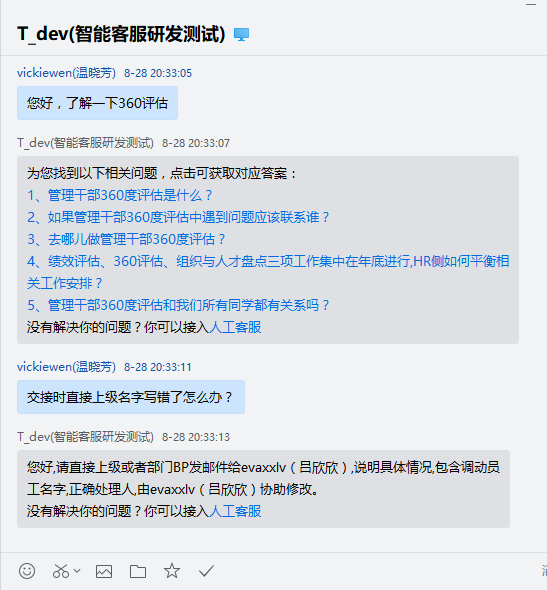 T_dev(智能客服研发测试)
vickiewen(温晓芳) 8-28 20:33:05
您好，了解一下360评估
T_dev(智能客服研发测试) 8-28 20:33:07
为您找到以下相关问题，点击可获取对应答案：
1、管理干部360度评估是什么？
2、如果管理干部360度评估中遇到问题应该联系谁？
3、去哪儿做管理干部360度评估？
4、绩效评估、360评估、组织与人才盘点三项工作集中在年底进行,HR侧如何平衡相
关工作安排？
5、管理干部360度评估和我们所有同学都有关系吗？
没有解决你的问题？你可以接入人工客服
vickiewen(温晓芳) 8-28 20:33:11
交接时直接上级名字写错了怎么办？
T_dev(智能客服研发测试) 8-28 20:33:13
您好,请直接上级或者部门BP发邮件给evaxxlv（吕欣欣）,说明具体情况,包含调动员
工名字,正确处理人,由evaxxlv（吕欣欣）协助修改。
没有解决你的问题？你可以接入人工客服